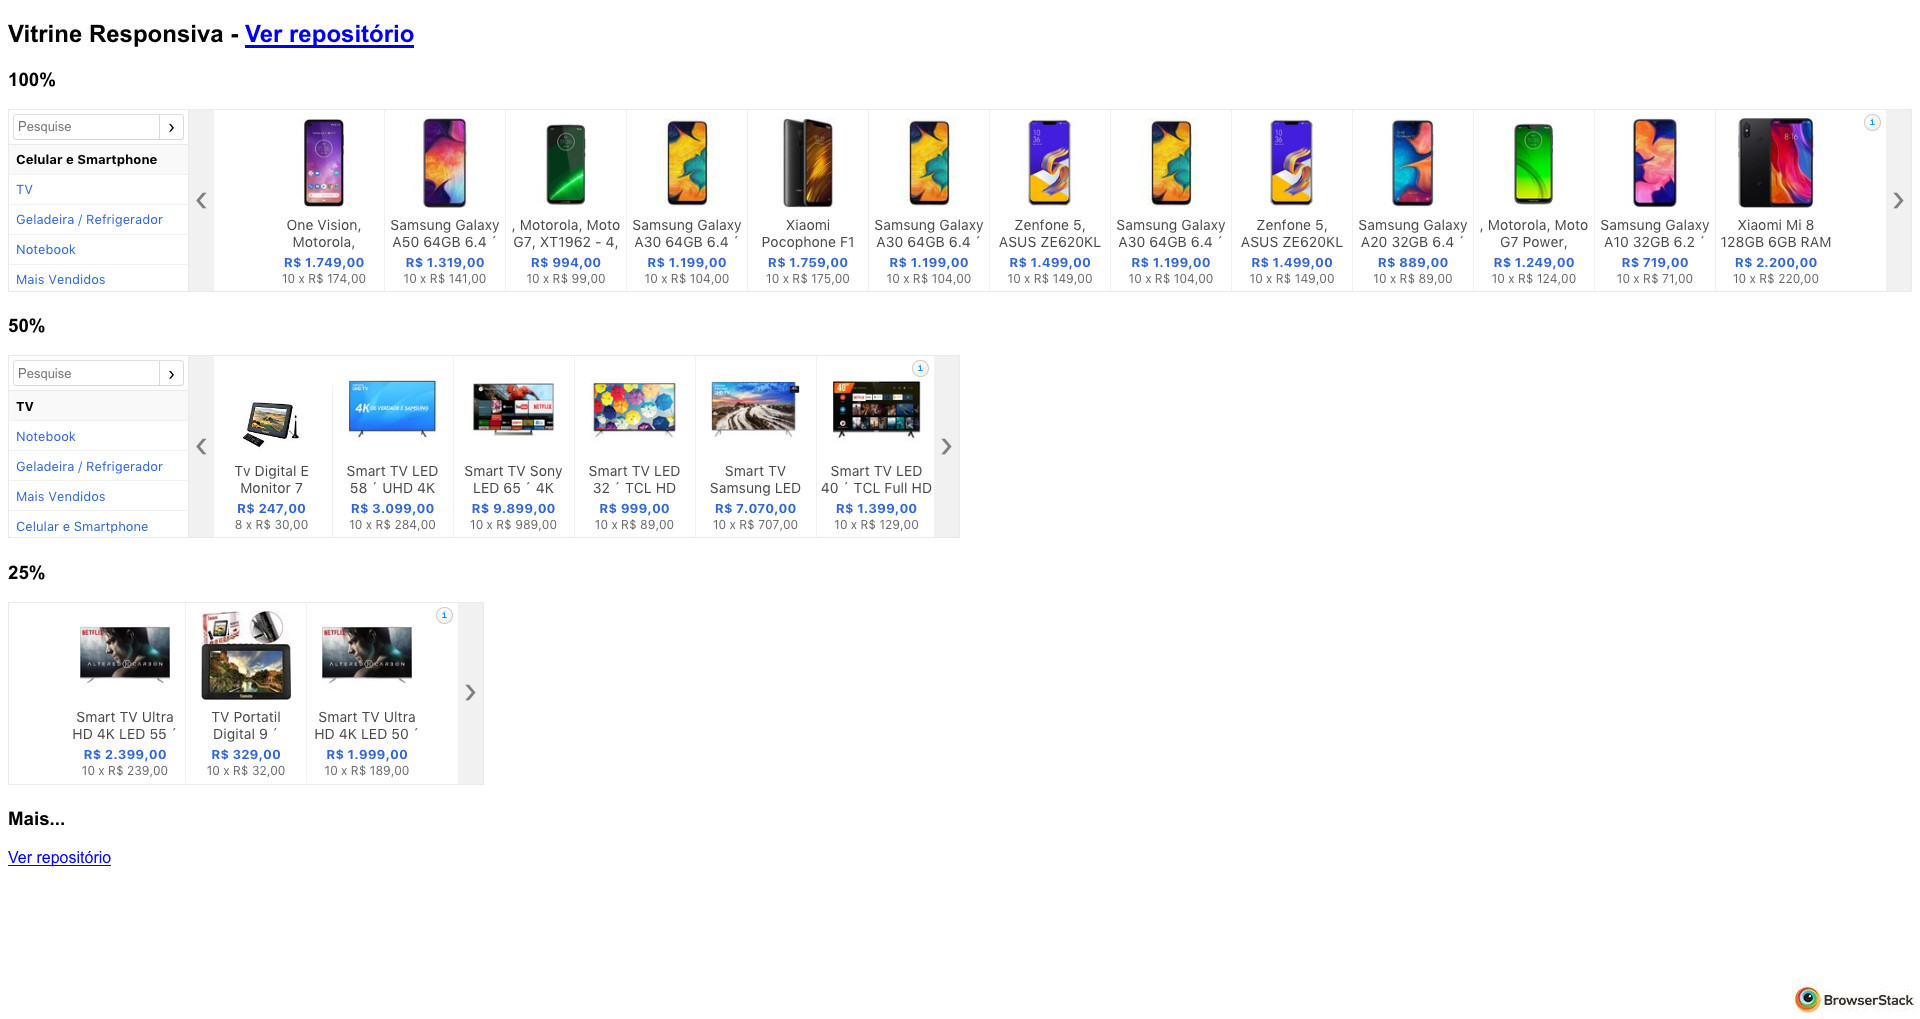 Vitrine Responsiva - Ver repositório
100%
Pesquise
Celular e Smartphone
TV
Geladeira / Refrigerador
Notebook
Mais Vendidos
One Vision,
Motorola,
R$ 1.749,00
10 x R$ 174,00
Samsung Galaxy
A50 64GB 6.4 ´
R$ 1.319,00
10 x R$ 141,00
, Motorola, Moto
G7, XT1962 - 4,
R$ 994,00
10 x R$ 99,00
Samsung Galaxy
A30 64GB 6.4 ´
R$ 1.199,00
10 x R$ 104,00
Xiaomi
Pocophone F1
R$ 1.759,00
10 x R$ 175,00
Samsung Galaxy
A30 64GB 6.4 ´
R$ 1.199,00
10 x R$ 104,00
Zenfone 5,
ASUS ZE620KL
R$ 1.499,00
10 x R$ 149,00
Samsung Galaxy
A30 64GB 6.4 ´
R$ 1.199,00
10 x R$ 104,00
Zenfone 5,
ASUS ZE620KL
R$ 1.499,00
10 x R$ 149,00
Samsung Galaxy
A20 32GB 6.4 ´
R$ 889,00
10 x R$ 89,00
, Motorola, Moto
G7 Power,
R$ 1.249,00
10 x R$ 124,00
Samsung Galaxy
A10 32GB 6.2 ´
R$ 719,00
10 x R$ 71,00
Xiaomi Mi 8
128GB 6GB RAM
R$ 2.200,00
10 x R$ 220,00
50%
Pesquise
TV
Notebook
Geladeira / Refrigerador
Mais Vendidos
Celular e Smartphone
Tv Digital E
Monitor 7
R$ 247,00
8 x R$ 30,00
4K DE VERDADE É SAMSUNG
Smart TV LED
58 ´ UHD 4K
R$ 3.099,00
10 x R$ 284,00
NETFLIX
Smart TV Sony
LED 65 ´ 4K
R$ 9.899,00
10 x R$ 989,00
Smart TV LED
32 ´ TCL HD
R$ 999,00
10 x R$ 89,00
Smart TV
Samsung LED
R$ 7.070,00
10 x R$ 707,00
40"
Smart TV LED
40 ´ TCL Full HD
R$ 1.399,00
10 x R$ 129,00
25%
NETFLIX
ALTERED CARBON
Smart TV Ultra
HD 4K LED 55 ´
R$ 2.399,00
10 x R$ 239,00
TV Portatil
Digital 9 ´
R$ 329,00
10 x R$ 32,00
NETFLIX
ALTERED CARBON
Smart TV Ultra
HD 4K LED 50 ´
R$ 1.999,00
10 x R$ 189,00
Mais...
Ver repositório
BrowserStack